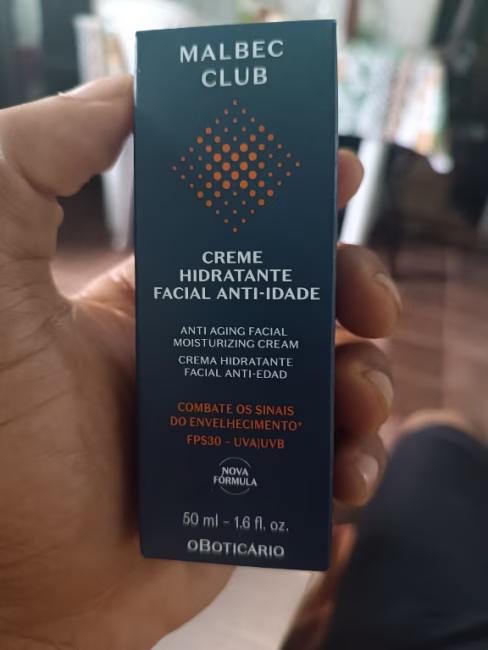 MALBEC
CLUB
CREME
HIDRATANTE
FACIAL ANTI-IDADE
ANTI AGING FACIAL
MOISTURIZING CREAM
CREMA HIDRATANTE
FACIAL ANTI-EDAD
COMBATE OS SINAIS
DO ENVELHECIMENTO*
FPS30 - UVA|UVB
NOVA
FÓRMULA
50 ml - 1.6 fl. oz.
OBOTICÁRIO